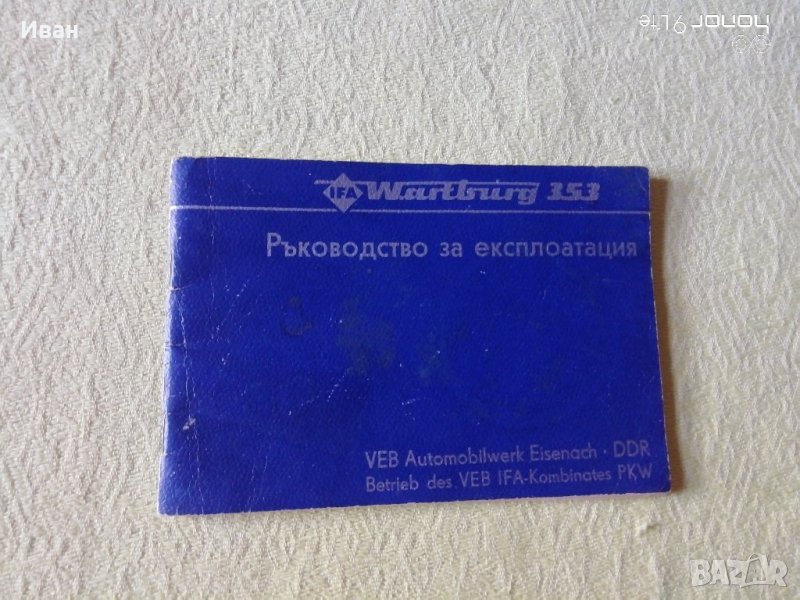 Иван
honor 9 Lite
IFA Wartburg 353
Ръководство за експлоатация
VEB Automobilwerk Eisenach · DDR
Betrieb des VEB IFA-Kombinates PKW
BAZAR